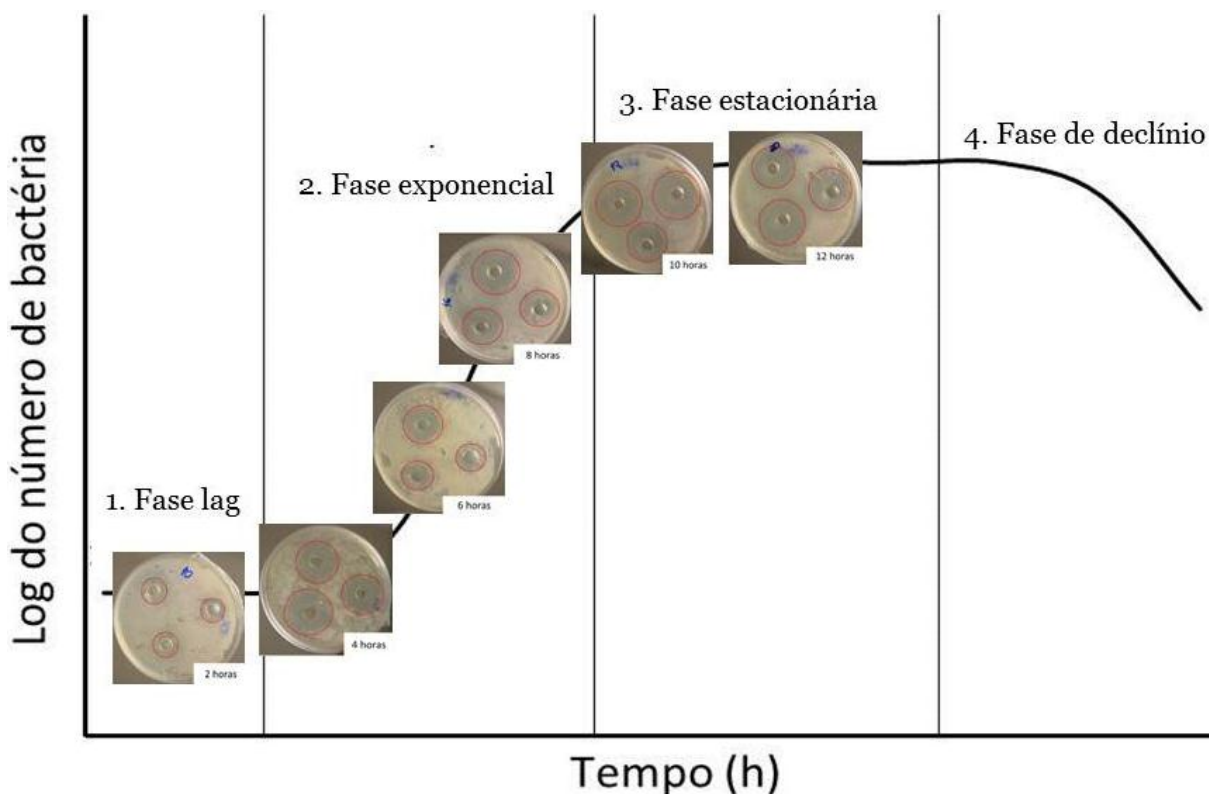 Log do número de bactéria
1. Fase lag
2. Fase exponencial
3. Fase estacionária
4. Fase de declínio
2 horas
4 horas
6 horas
8 horas
10 horas
12 horas
Tempo (h)